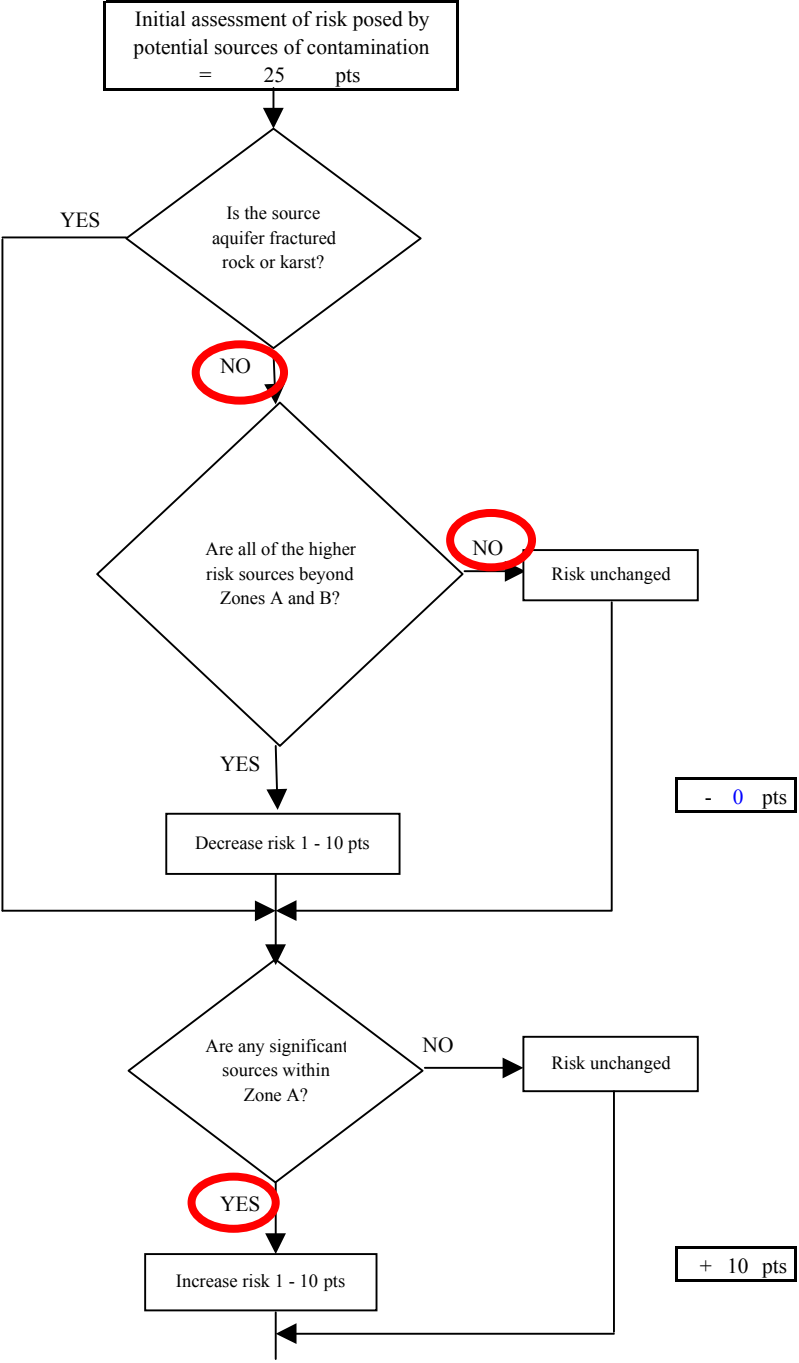 Initial assessment of risk posed by
potential sources of contamination
= 25 pts
YES
Is the source
aquifer fractured
rock or karst?
NO
Are all of the higher
risk sources beyond
Zones A and B?
NO
Risk unchanged
YES
- 0 pts
Decrease risk 1 - 10 pts
Are any significant
sources within
Zone A?
NO
Risk unchanged
YES
+ 10 pts
Increase risk 1 - 10 pts